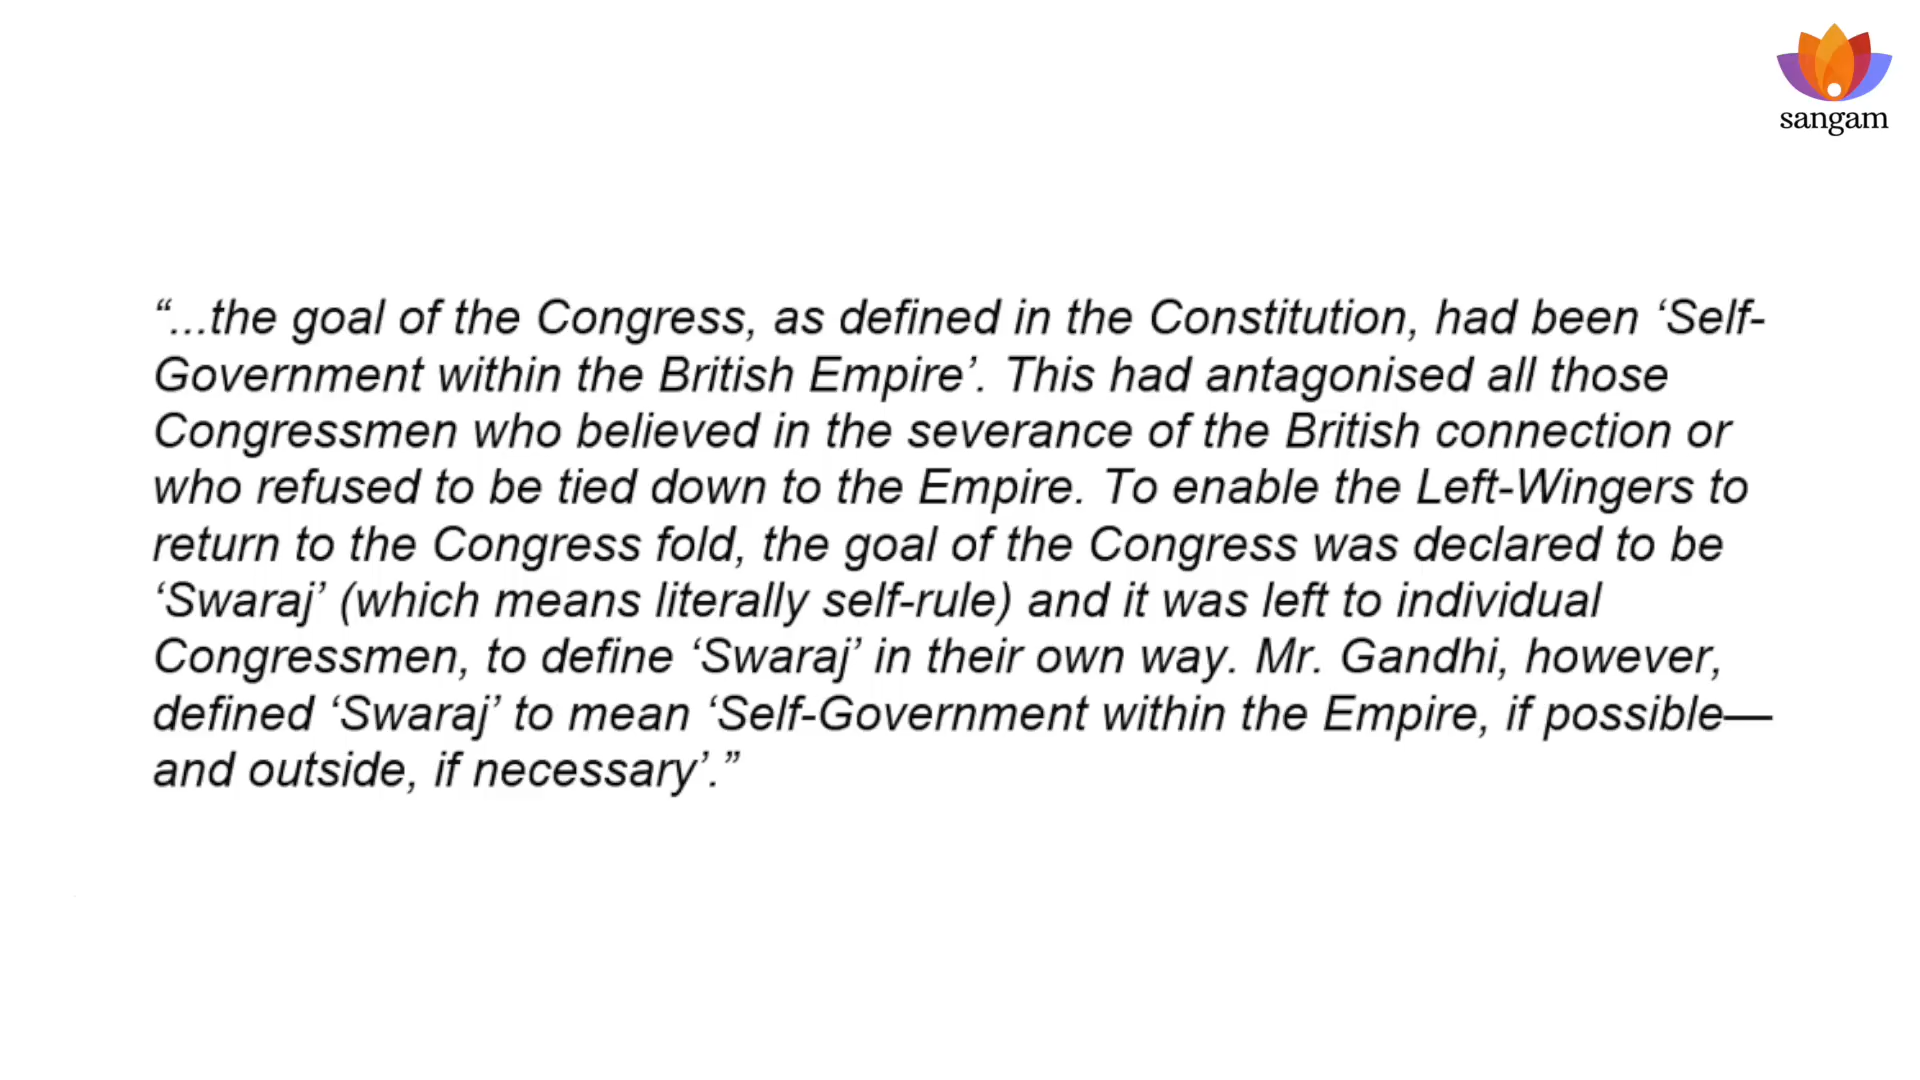 sangam
“...the goal of the Congress, as defined in the Constitution, had been ‘Self-
Government within the British Empire’. This had antagonised all those
Congressmen who believed in the severance of the British connection or
who refused to be tied down to the Empire. To enable the Left-Wingers to
return to the Congress fold, the goal of the Congress was declared to be
‘Swaraj’ (which means literally self-rule) and it was left to individual
Congressmen, to define ‘Swaraj’ in their own way. Mr. Gandhi, however,
defined ‘Swaraj’ to mean ‘Self-Government within the Empire, if possible—
and outside, if necessary’.”